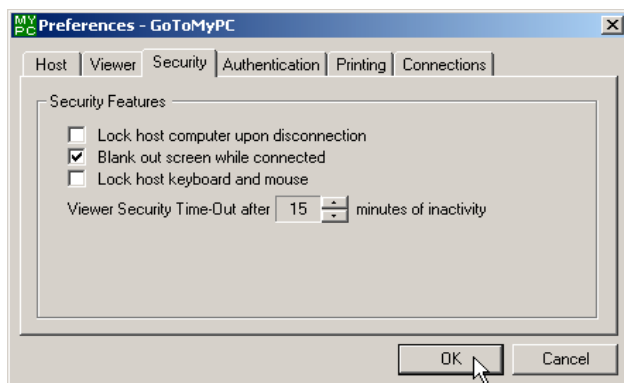 MY PC Preferences - GoToMyPC
Host Viewer Security Authentication Printing Connections
Security Features
Lock host computer upon disconnection
Blank out screen while connected
Lock host keyboard and mouse
Viewer Security Time-Out after 15 minutes of inactivity
OK Cancel